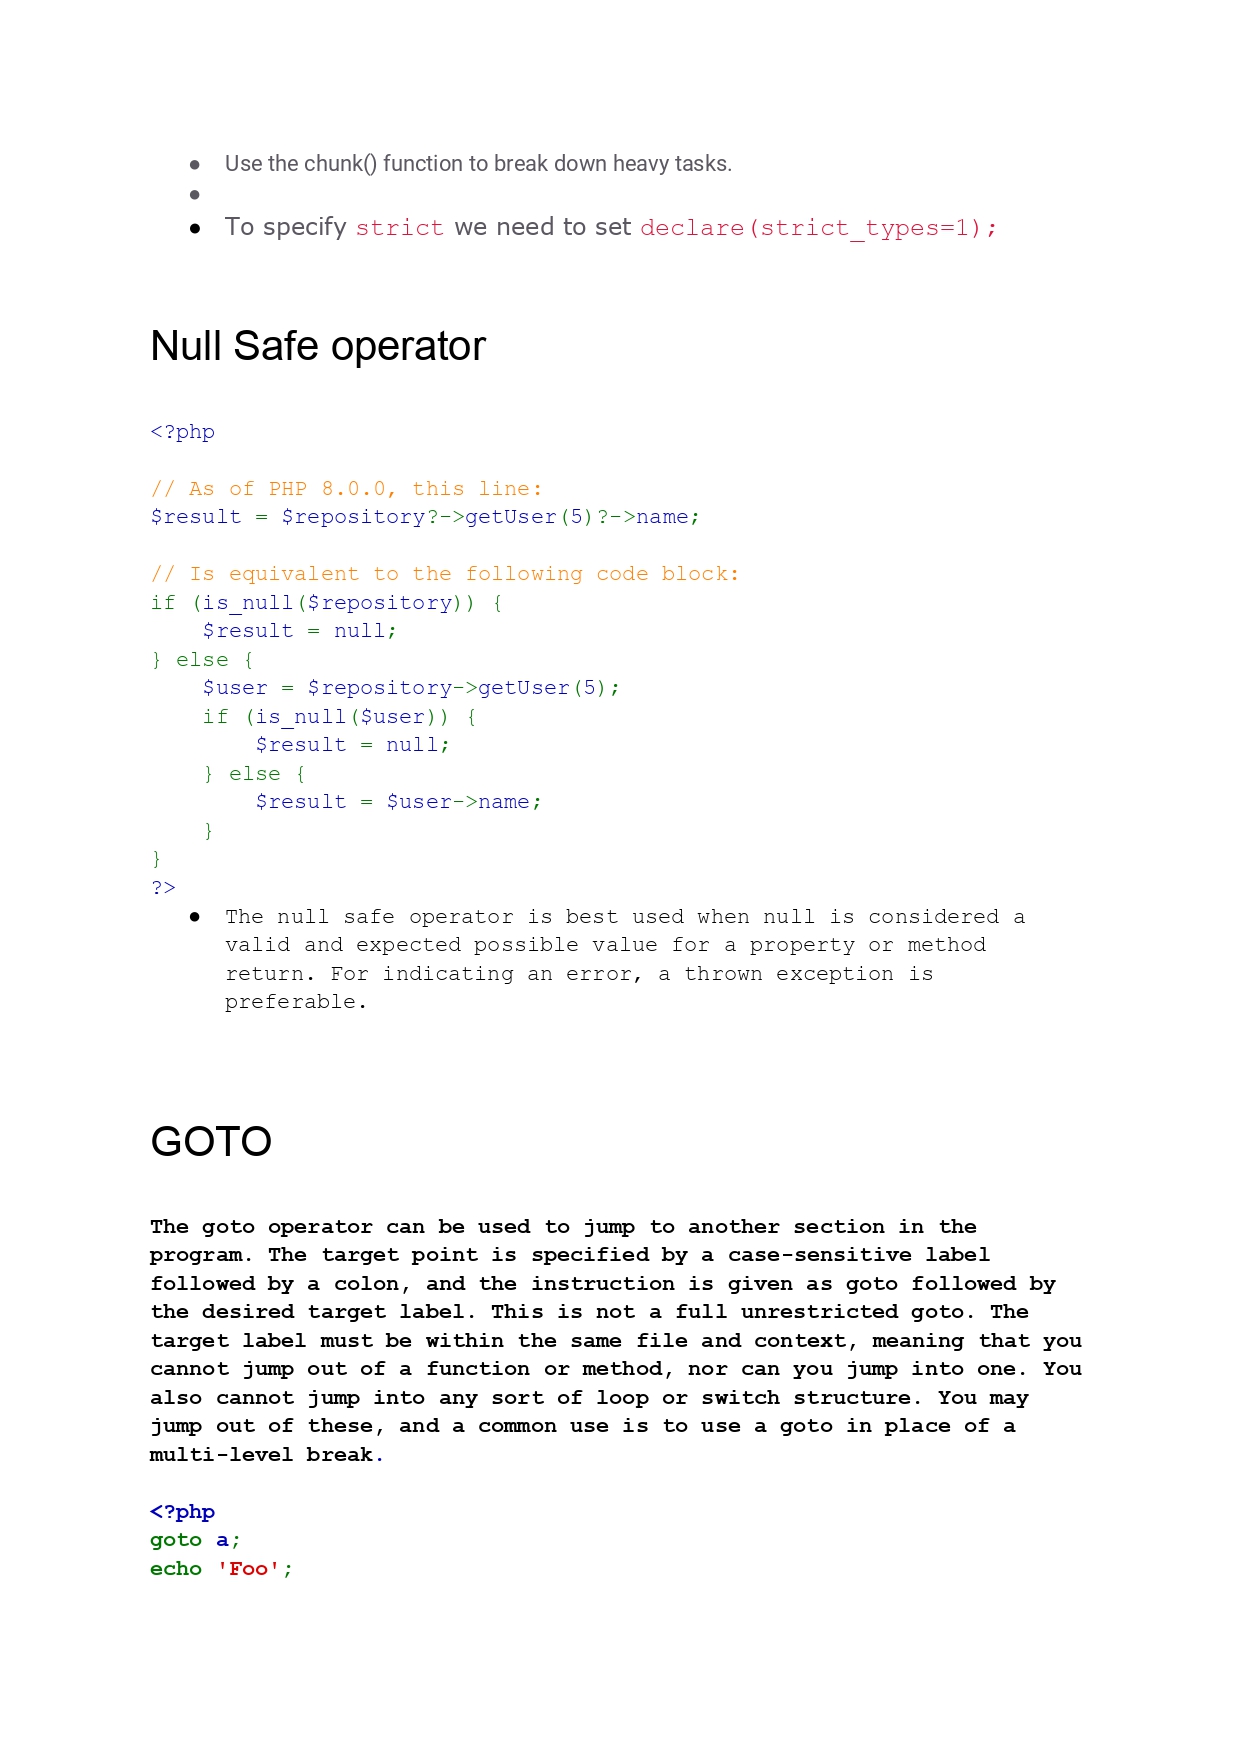 ● Use the chunk() function to break down heavy tasks.
●
● To specify strict we need to set declare(strict_types=1);
Null Safe operator
<?php
// As of PHP 8.0.0, this line:
$result = $repository?->getUser(5)?->name;
// Is equivalent to the following code block:
if (is_null($repository)) {
    $result = null;
} else {
    $user = $repository->getUser(5);
    if (is_null($user)) {
        $result = null;
    } else {
        $result = $user->name;
    }
}
?>
● The null safe operator is best used when null is considered a
valid and expected possible value for a property or method
return. For indicating an error, a thrown exception is
preferable.
GOTO
The goto operator can be used to jump to another section in the
program. The target point is specified by a case-sensitive label
followed by a colon, and the instruction is given as goto followed by
the desired target label. This is not a full unrestricted goto. The
target label must be within the same file and context, meaning that you
cannot jump out of a function or method, nor can you jump into one. You
also cannot jump into any sort of loop or switch structure. You may
jump out of these, and a common use is to use a goto in place of a
multi-level break.
<?php
goto a;
echo 'Foo';